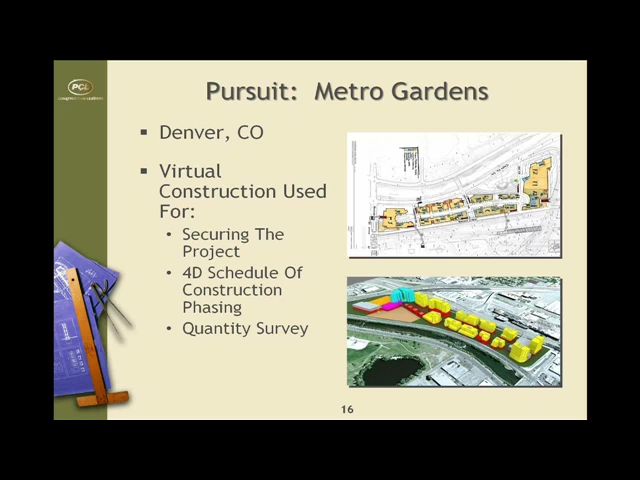 PCL
Pursuit: Metro Gardens
▪ Denver, CO
▪ Virtual
Construction Used
For:
• Securing The
Project
• 4D Schedule Of
Construction
Phasing
• Quantity Survey
16